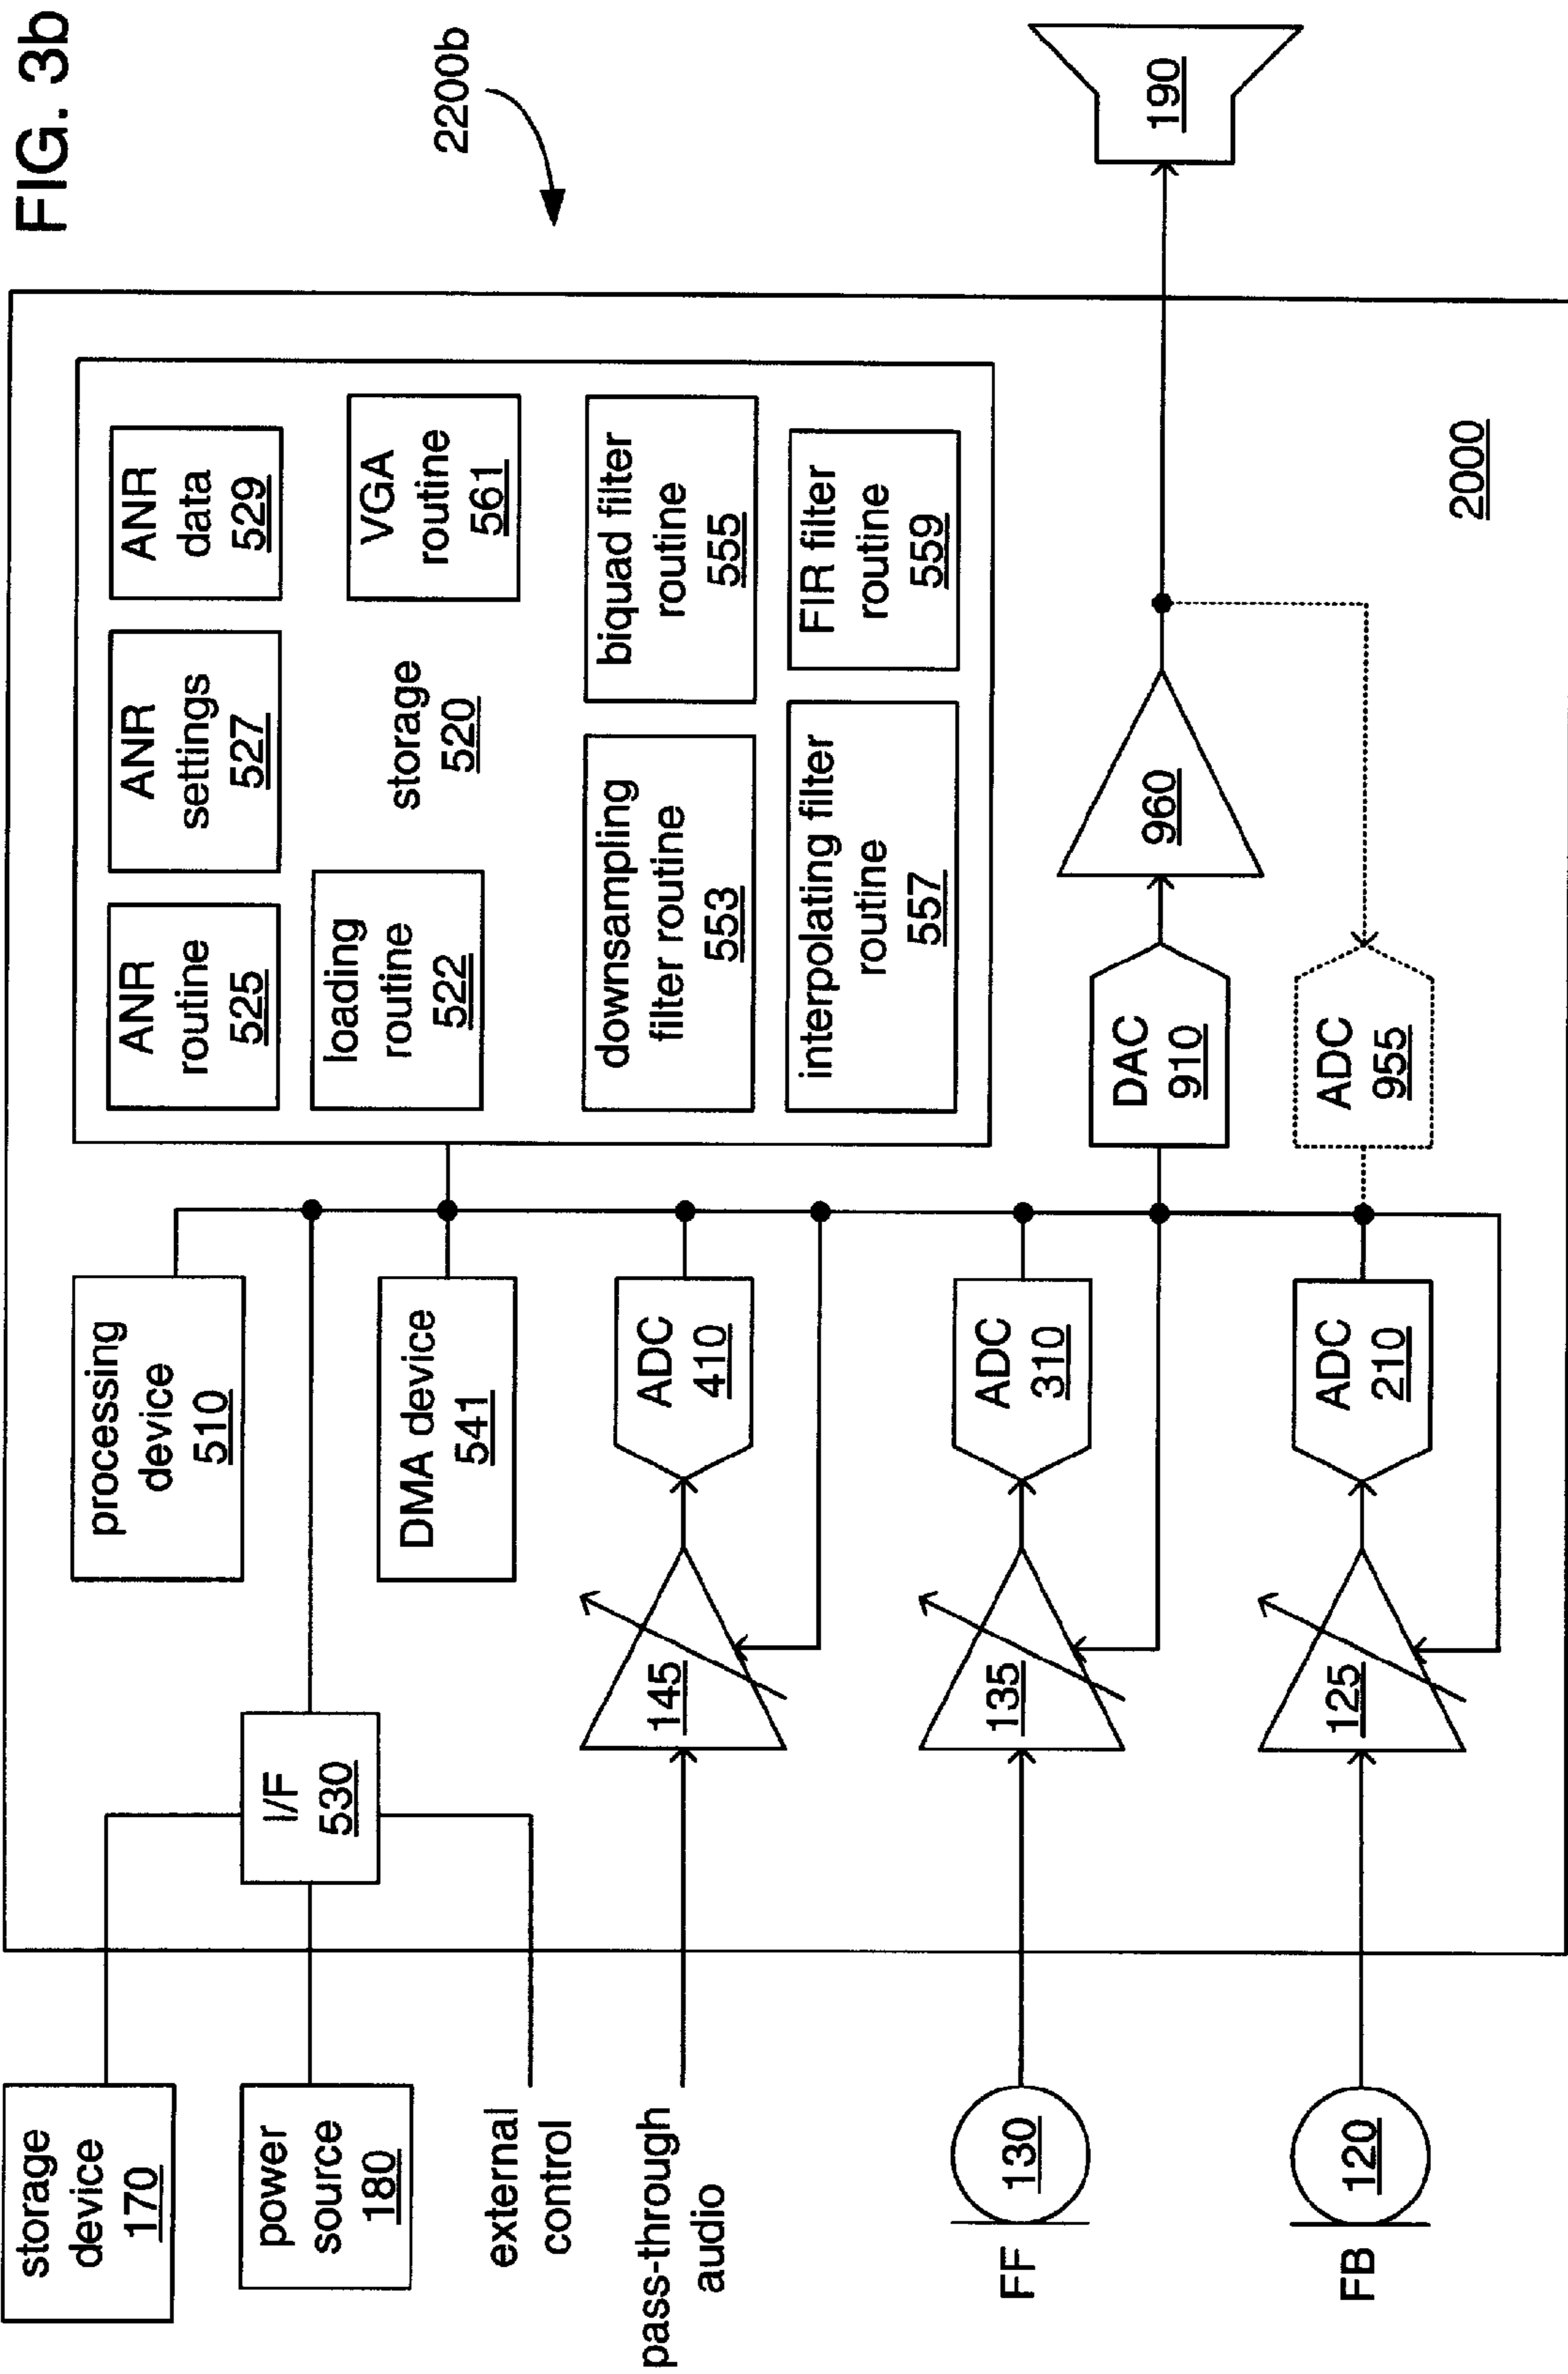 FIG. 3b
2200b
storage
device
170
power
source
180
external
control
pass-through
audio
FF
130
FB
120
I/F
530
processing
device
510
DMA device
541
145
ADC
410
135
ADC
310
125
ADC
210
ANR
routine
525
ANR
settings
527
ANR
data
529
loading
routine
522
storage
520
VGA
routine
561
downsampling
filter routine
553
biquad filter
routine
555
interpolating filter
routine
557
FIR filter
routine
559
DAC
910
960
ADC
955
190
2000